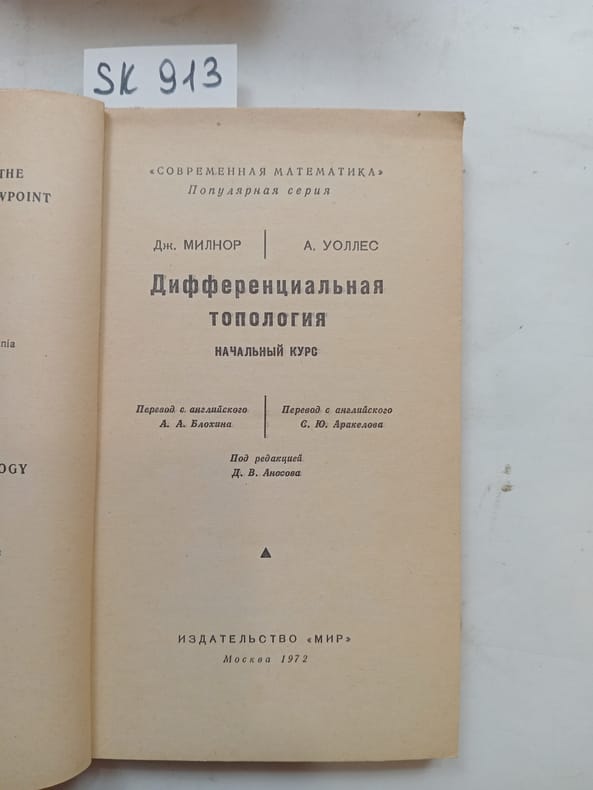 SK 913
THE
nia
OGY
«СОВРЕМЕННАЯ МАТЕМАТИКА»
Популярная серия
Дж. МИЛНОР
А. УОЛЛЕС
Дифференциальная
топология
НАЧАЛЬНЫЙ КУРС
Перевод с английского
А. А. Блохина
Перевод с английского
С. Ю. Аракелова
Под редакцией
Д. В. Аносова
ИЗДАТЕЛЬСТВО «МИР»
Москва 1972